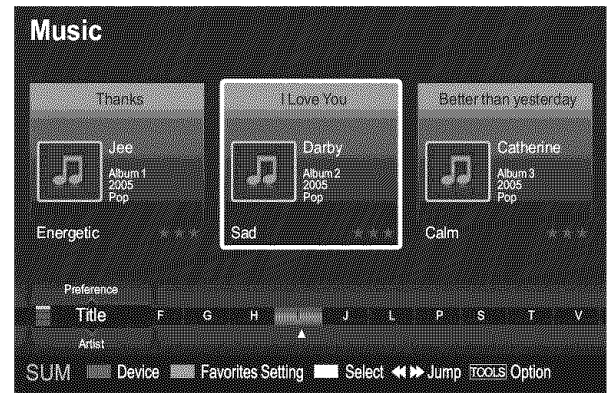 Music
Thanks
I Love You
Better than yesterday
Jee
Album 1
2005
Pop
Darby
Album 2
2005
Pop
Catherine
Album 3
2005
Pop
Energetic
Sad
Calm
Preference
Title F G H J L P S T V
Artist
SUM Device Favorites Setting Select Jump TOOLS Option